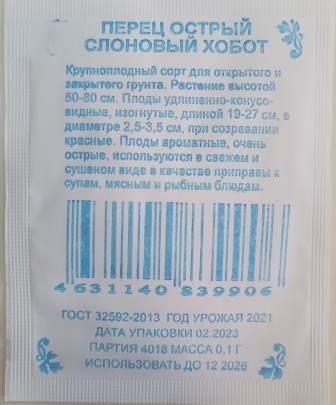 ПЕРЕЦ ОСТРЫЙ
СЛОНОВЫЙ ХОБОТ
Крупноплодный сорт для открытого и
закрытого грунта. Растение высотой
50-80 см. Плоды удлиненно-конусо-
видные, изогнутые, длиной 19-27 см, в
диаметре 2,5-3,5 см, при созревании
красные. Плоды ароматные, очень
острые, используются в свежем и
сушеном виде в качестве приправы к
супам, мясным и рыбным блюдам.
4 631140 839906
ГОСТ 32592-2013 ГОД УРОЖАЯ 2021
ДАТА УПАКОВКИ 02.2023
ПАРТИЯ 4018 МАССА 0,1 Г
ИСПОЛЬЗОВАТЬ ДО 12 2026